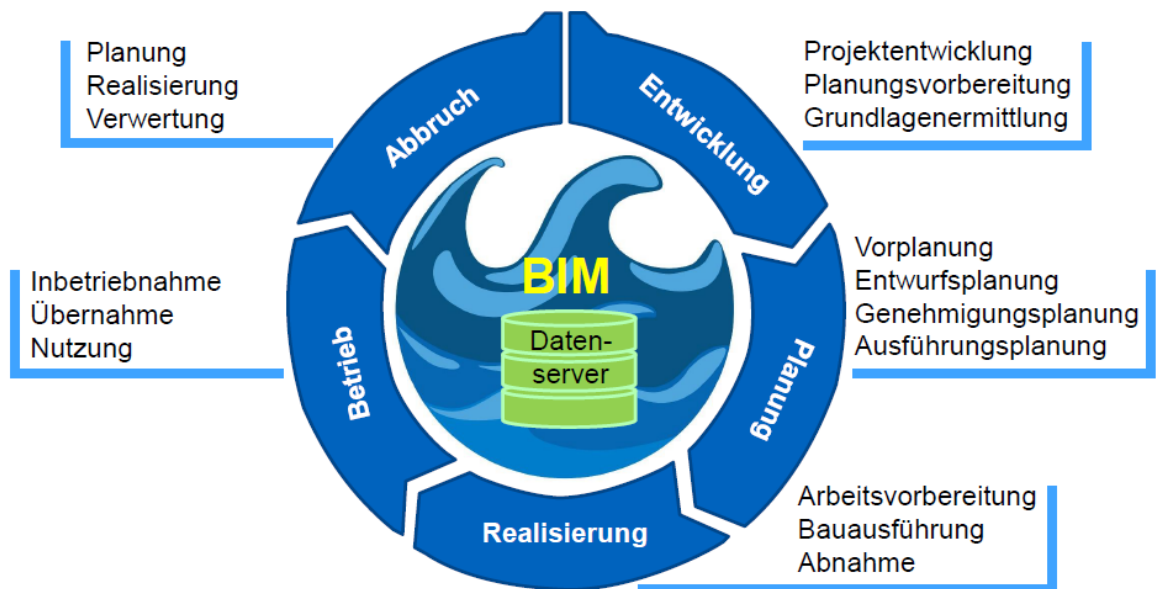 Planung
Realisierung
Verwertung
Abbruch
Entwicklung
Projektentwicklung
Planungsvorbereitung
Grundlagenermittlung
Inbetriebnahme
Übernahme
Nutzung
Betrieb
BIM
Daten-
server
Planung
Vorplanung
Entwurfsplanung
Genehmigungsplanung
Ausführungsplanung
Realisierung
Arbeitsvorbereitung
Bauausführung
Abnahme